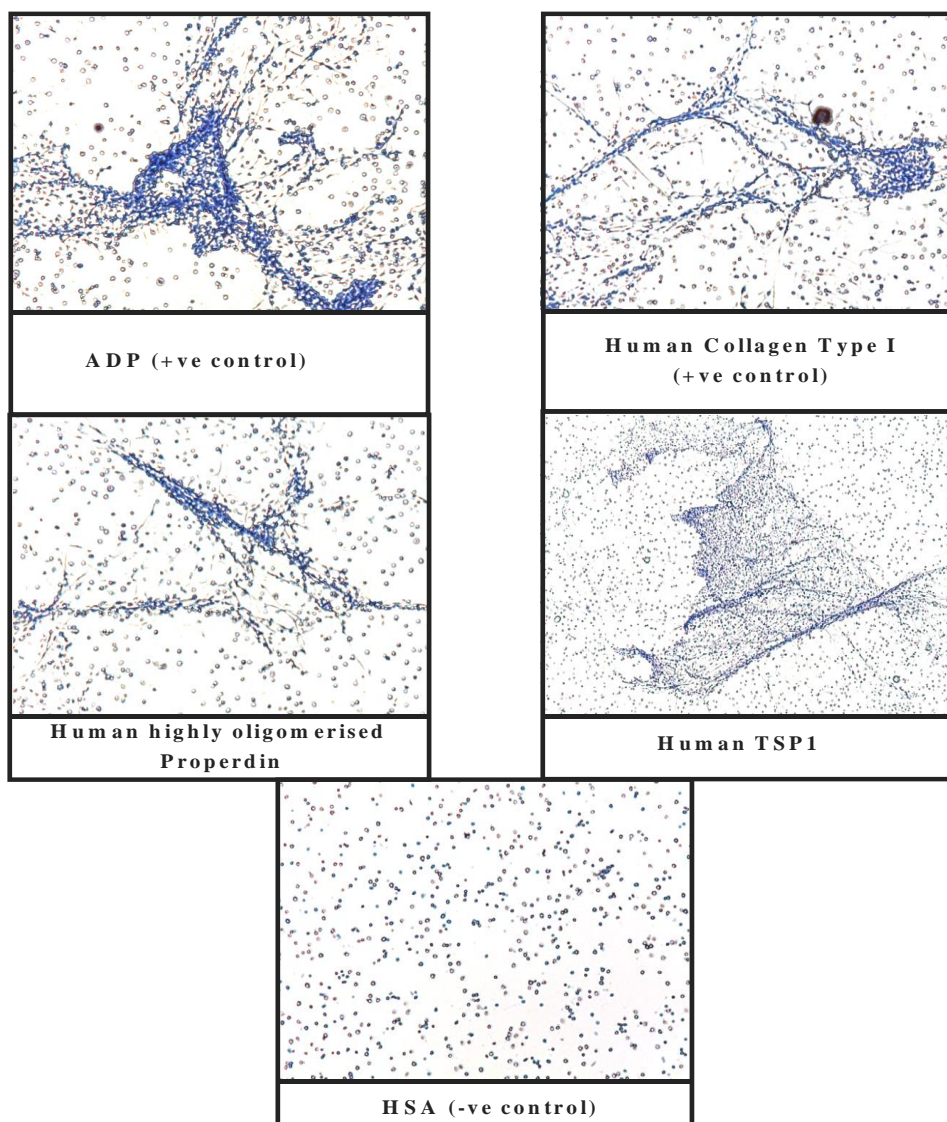 ADP (+ve control)
Human Collagen Type I
(+ve control)
Human highly oligomerised
Properdin
Human TSP1
HSA (-ve control)